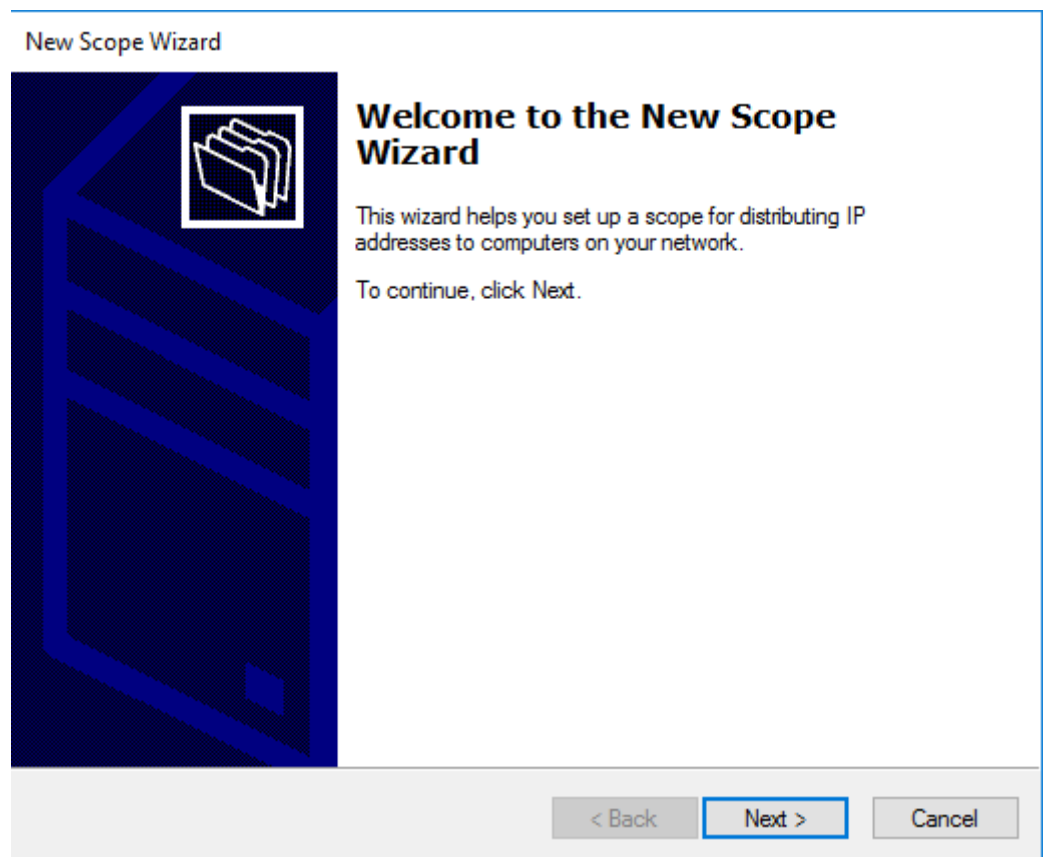 New Scope Wizard
Welcome to the New Scope
Wizard
This wizard helps you set up a scope for distributing IP
addresses to computers on your network.
To continue, click Next.
< Back
Next >
Cancel